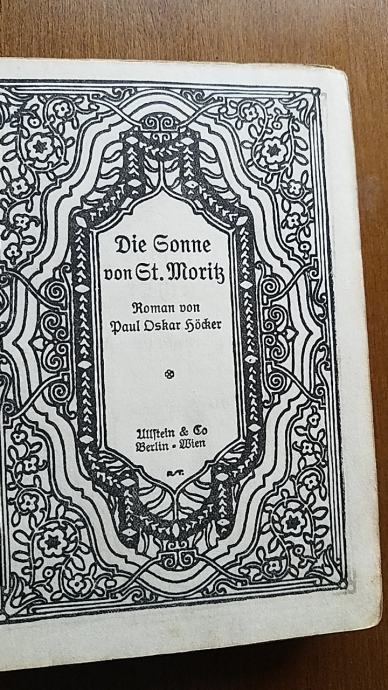 Die Sonne
von St. Moritz
Roman von
Paul Oskar Höcker
Ullstein & Co
Berlin * Wien